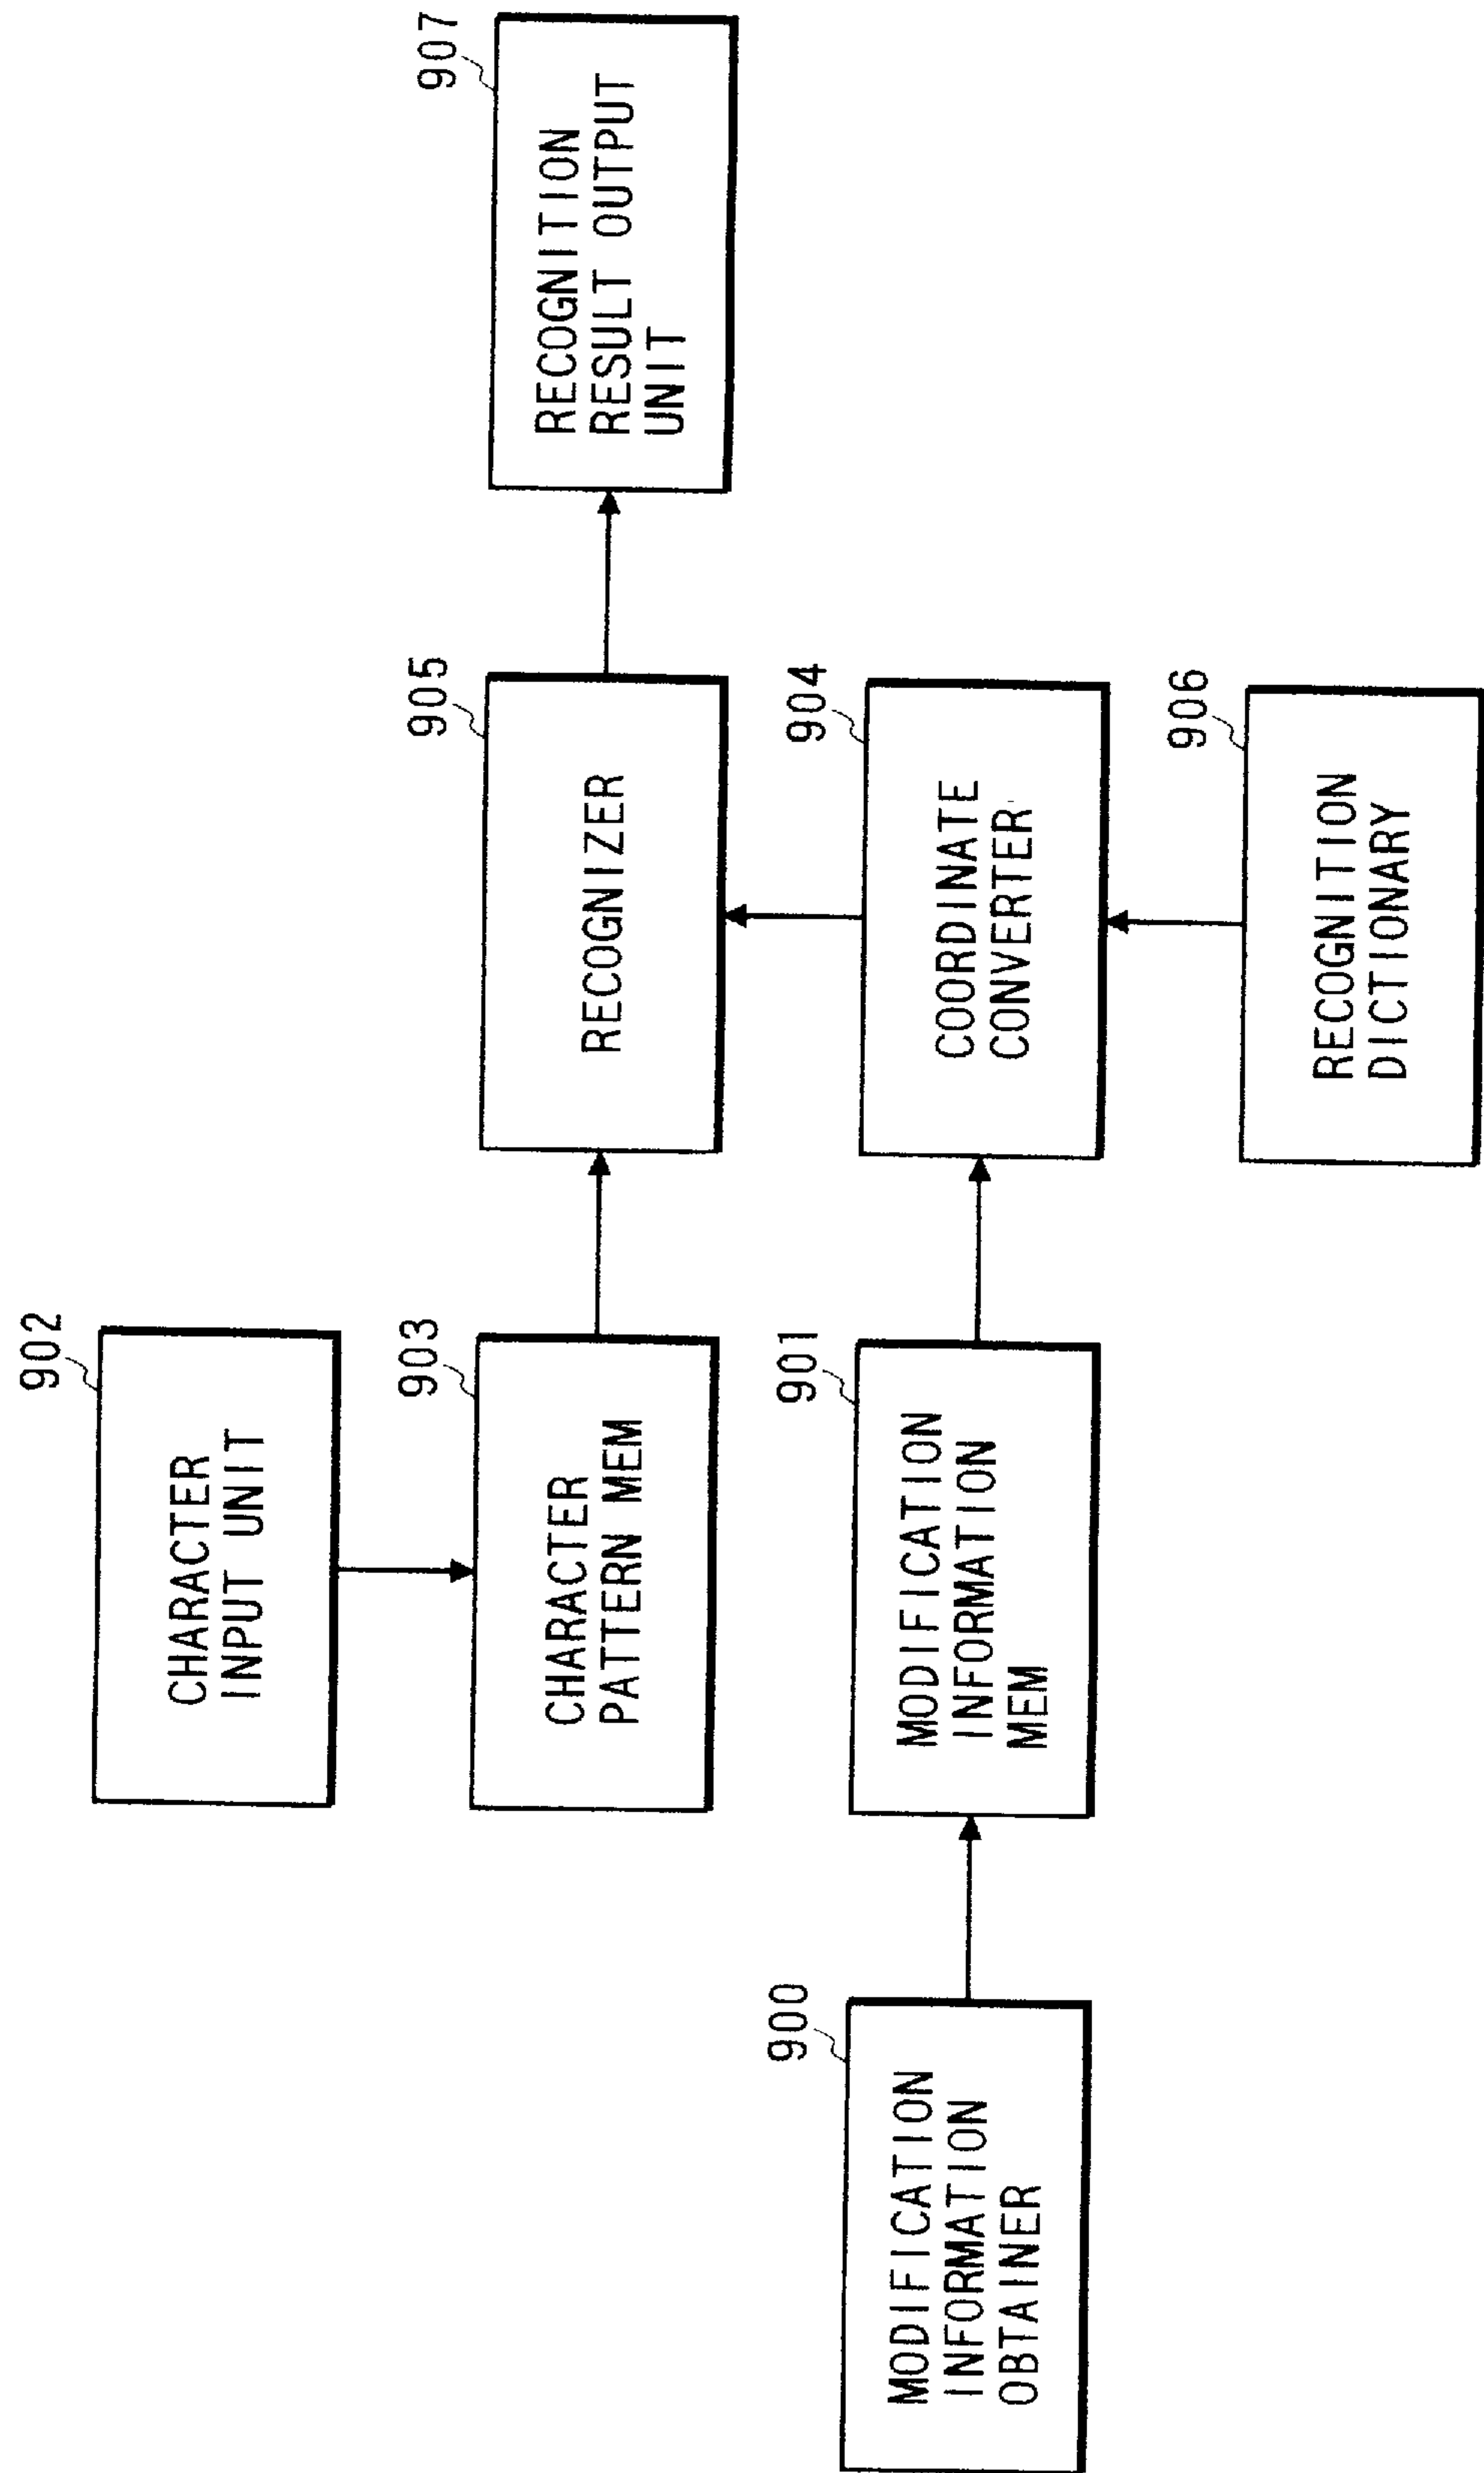 902
CHARACTER
INPUT UNIT
903
CHARACTER
PATTERN MEM
905
RECOGNIZER
907
RECOGNITION
RESULT OUTPUT
UNIT
900
MODIFICATION
INFORMATION
OBTAINER
901
MODIFICATION
INFORMATION
MEM
904
COORDINATE
CONVERTER
906
RECOGNITION
DICTIONARY